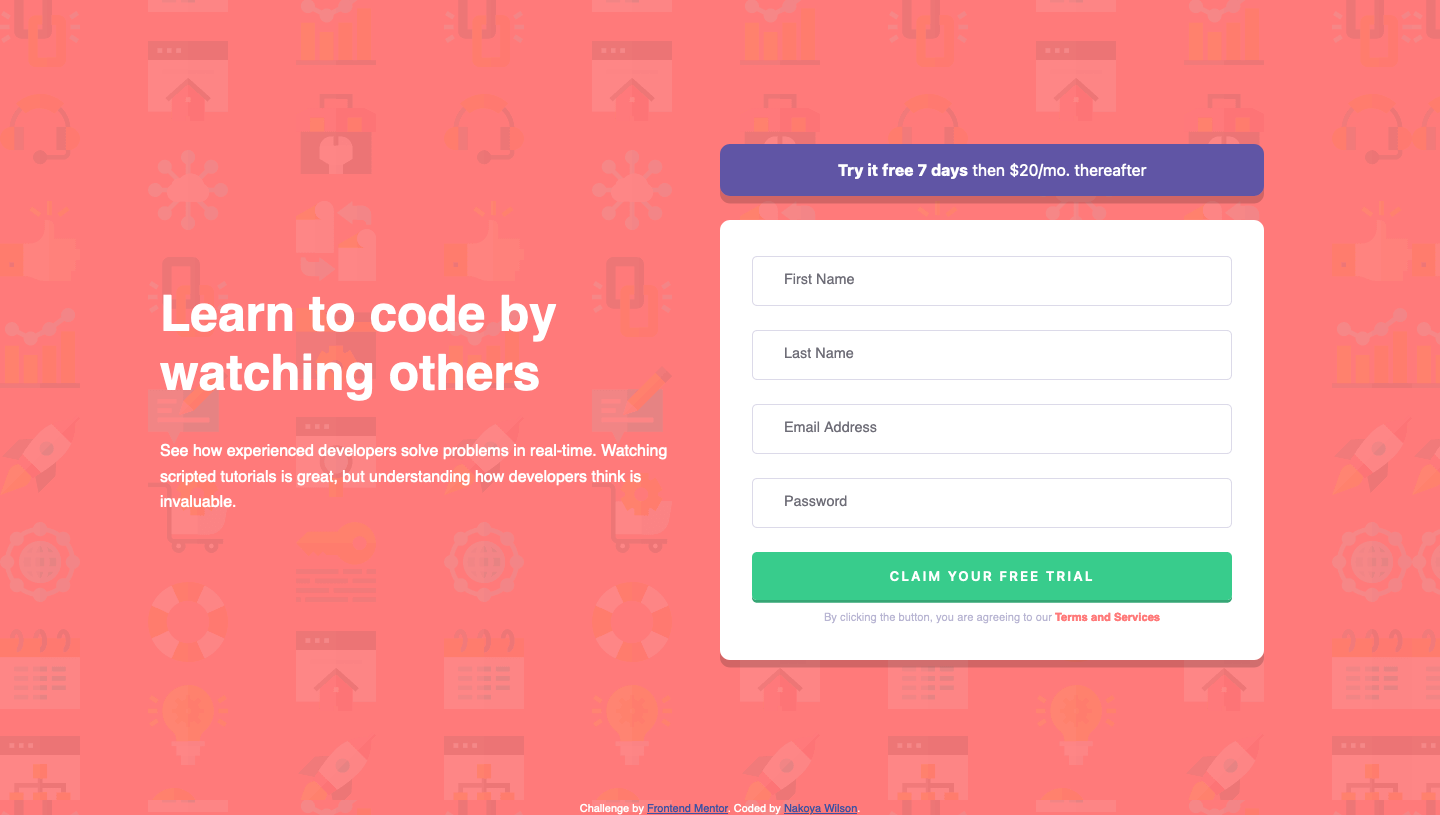 Learn to code by
watching others
See how experienced developers solve problems in real-time. Watching
scripted tutorials is great, but understanding how developers think is
invaluable.
Try it free 7 days then $20/mo. thereafter
First Name
Last Name
Email Address
Password
CLAIM YOUR FREE TRIAL
By clicking the button, you are agreeing to our Terms and Services
Challenge by Frontend Mentor. Coded by Nakoya Wilson.